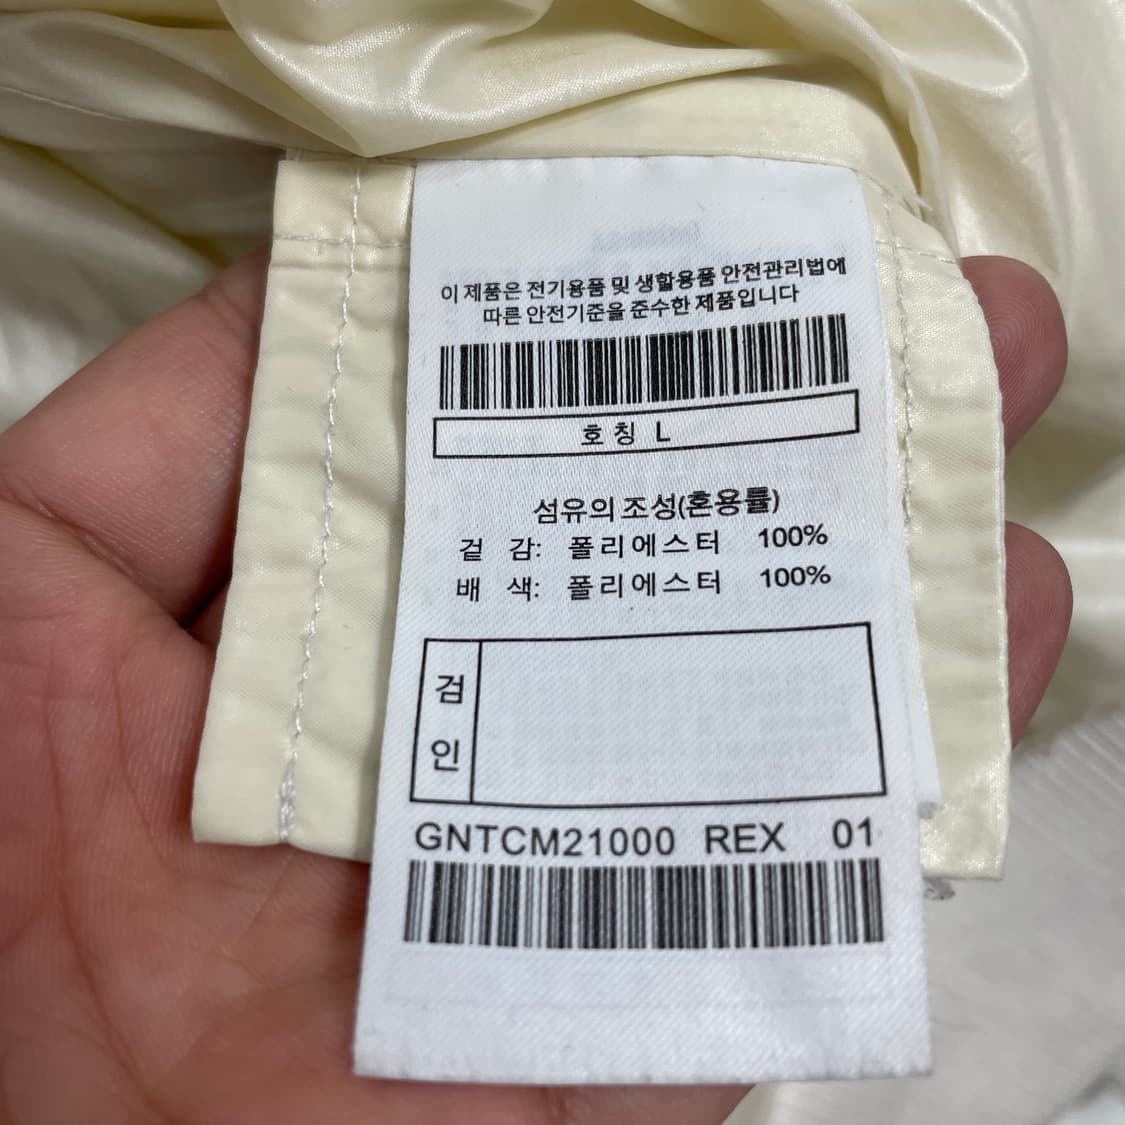 이 제품은 전기용품 및 생활용품 안전관리법에
따른 안전기준을 준수한 제품입니다
호칭 L
섬유의 조성(혼용률)
겉 감: 폴리에스터 100%
배 색: 폴리에스터 100%
검
인
GNTCM21000 REX 01